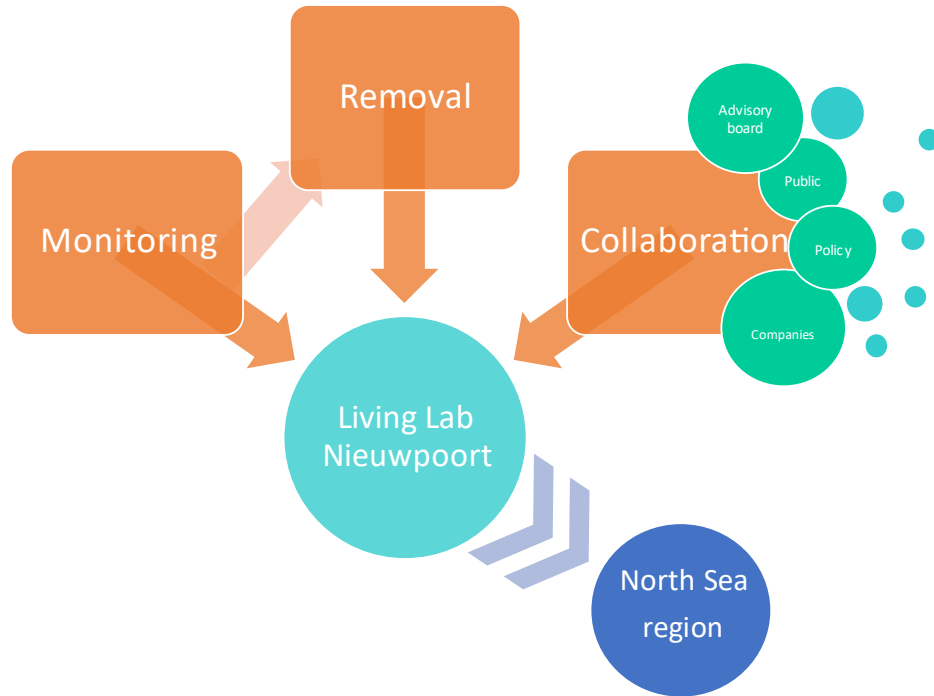 Removal
Monitoring
Collaboration
Advisory
board
Public
Policy
Companies
Living Lab
Nieuwpoort
North Sea
region